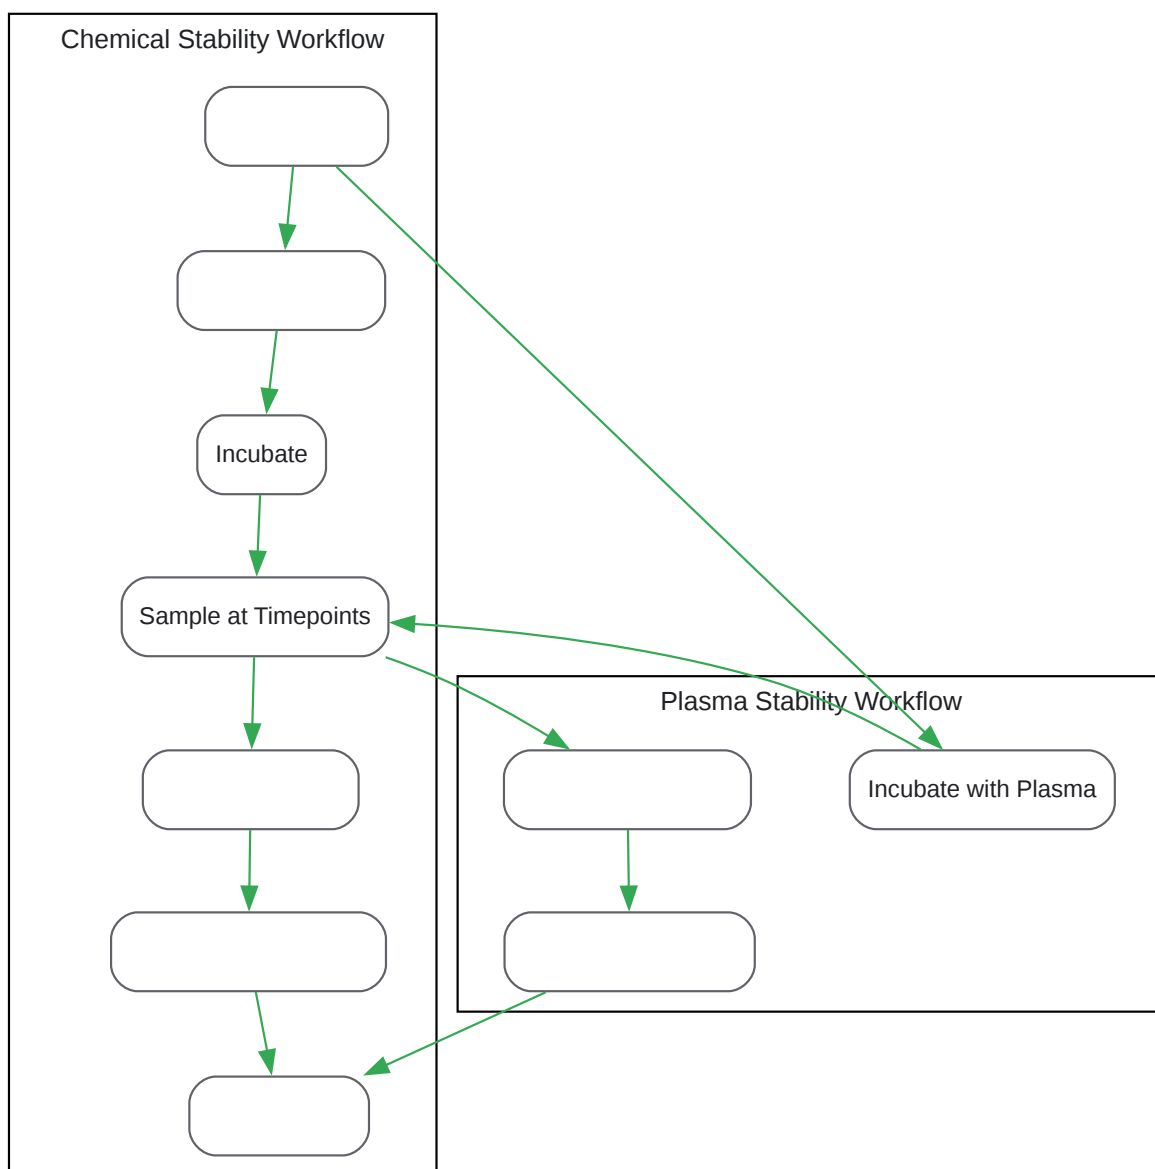 Chemical Stability Workflow
Incubate
Sample at Timepoints
Plasma Stability Workflow
Incubate with Plasma